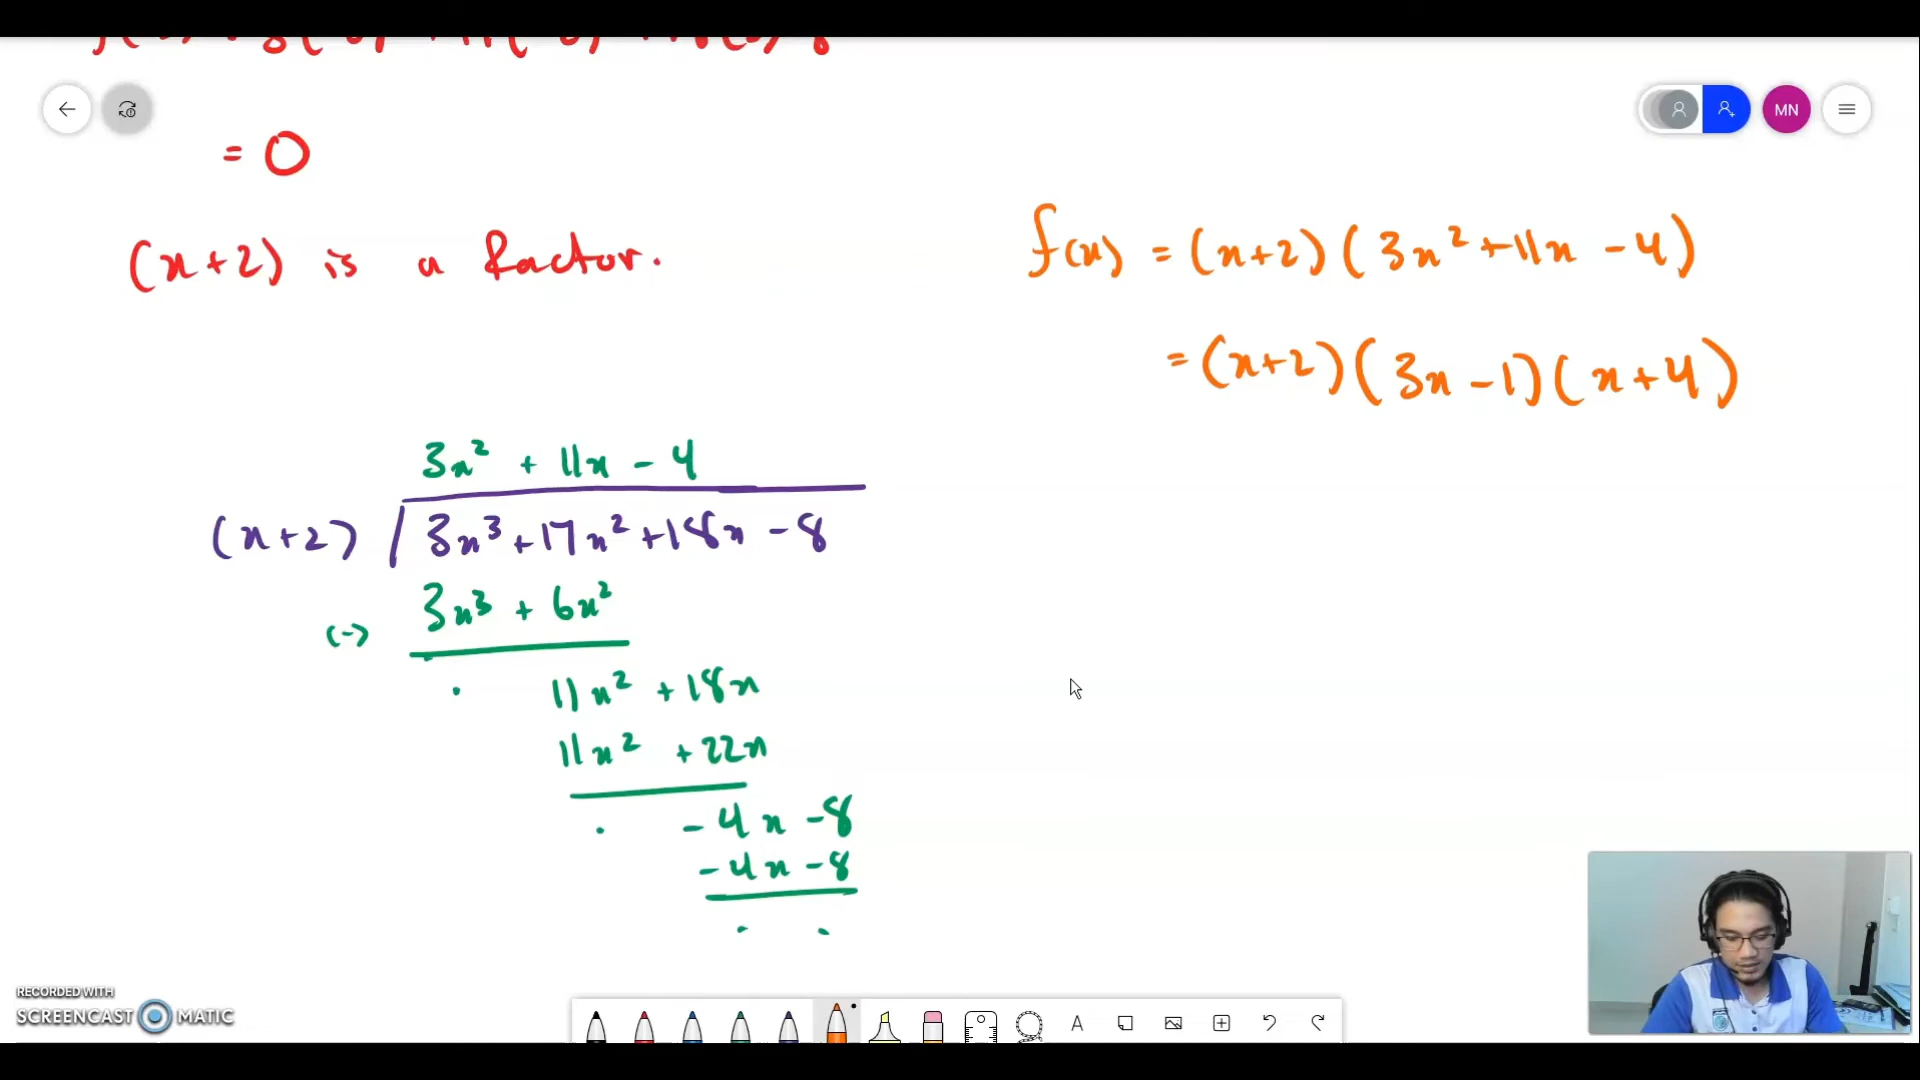 MN
= 0
(x+2) is a factor.
f(x) = (x+2)(3x² + 11x - 4)
= (x+2)(3x - 1)(x+4)
3x² + 11x - 4
(x+2) 3x³ + 17x² + 18x - 8
3x³ + 6x²
(-)
11x² + 18x
11x² + 22x
- 4x - 8
- 4x - 8
RECORDED WITH
SCREENCAST MATIC
A